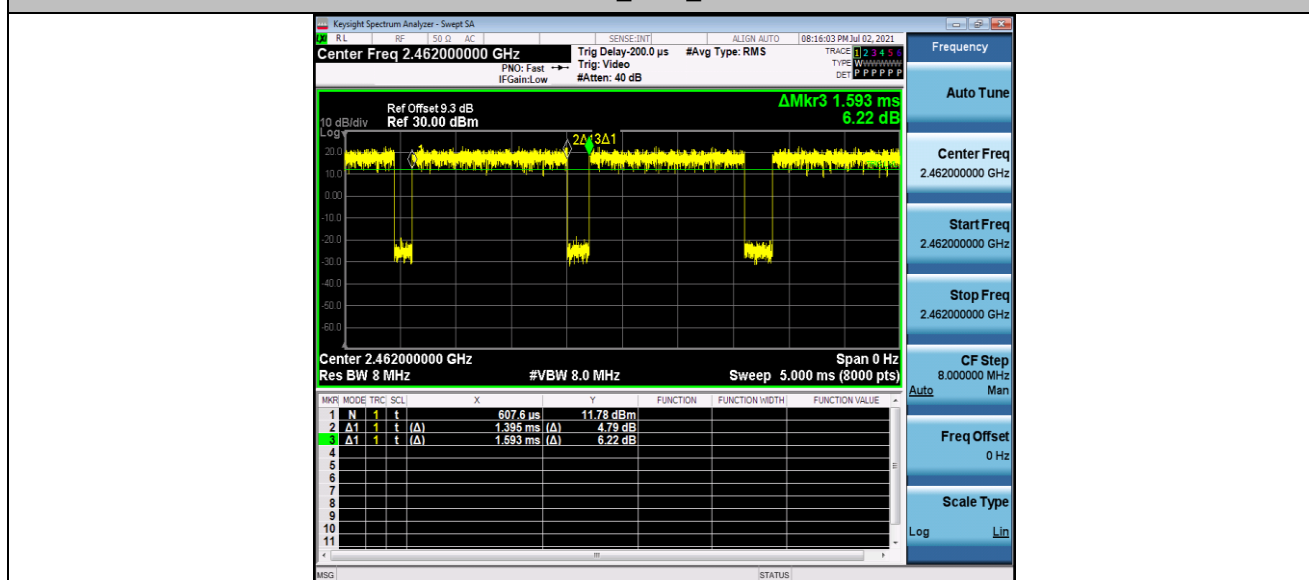 Keysight Spectrum Analyzer - Swept SA
RL RF 50 Ω AC SENSE:INT ALIGN AUTO 08:16:03 PM Jul 02, 2021
Center Freq 2.462000000 GHz
PNO: Fast
IFGain:Low
Trig Delay-200.0 µs
Trig: Video
#Atten: 40 dB
#Avg Type: RMS
TRACE 1 2 3 4 5 6
TYPE W
DET P P P P P P
ΔMkr3 1.593 ms
6.22 dB
Ref Offset 9.3 dB
10 dB/div Ref 30.00 dBm
Log
20.0
10.0
0.00
-10.0
-20.0
-30.0
-40.0
-50.0
-60.0
1
3Δ1
Center 2.462000000 GHz Span 0 Hz
Res BW 8 MHz #VBW 8.0 MHz Sweep 5.000 ms (8000 pts)
MKR MODE TRC SCL X Y FUNCTION FUNCTION WIDTH FUNCTION VALUE
1 N 1 t 607.6 µs 11.78 dBm
2 Δ1 1 t (Δ) 1.395 ms (Δ) 4.79 dB
3 Δ1 1 t (Δ) 1.593 ms (Δ) 6.22 dB
4
5
6
7
8
9
10
11
MSG STATUS
Frequency
Auto Tune
Center Freq
2.462000000 GHz
Start Freq
2.462000000 GHz
Stop Freq
2.462000000 GHz
CF Step
8.000000 MHz
Auto Man
Freq Offset
0 Hz
Scale Type
Log Lin